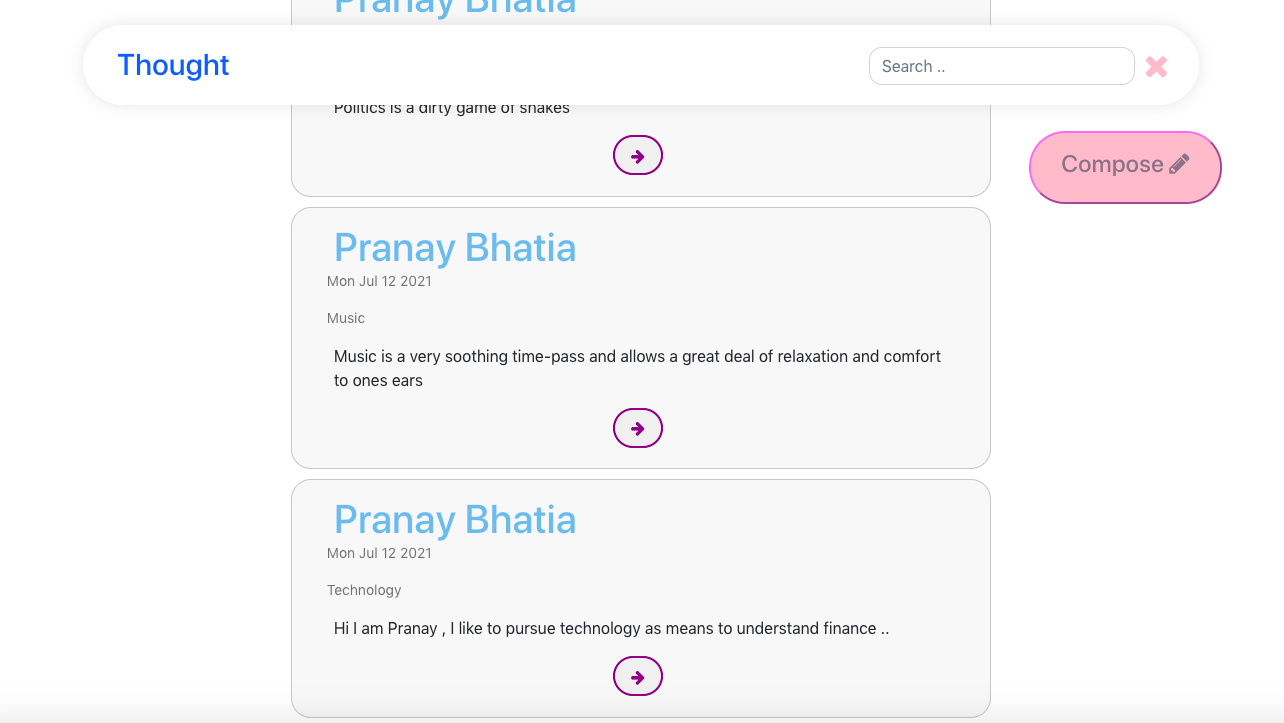 Pranay Bhatia
Thought
Search ..
Politics is a dirty game of snakes
Compose
Pranay Bhatia
Mon Jul 12 2021
Music
Music is a very soothing time-pass and allows a great deal of relaxation and comfort
to ones ears
Pranay Bhatia
Mon Jul 12 2021
Technology
Hi I am Pranay , I like to pursue technology as means to understand finance ..